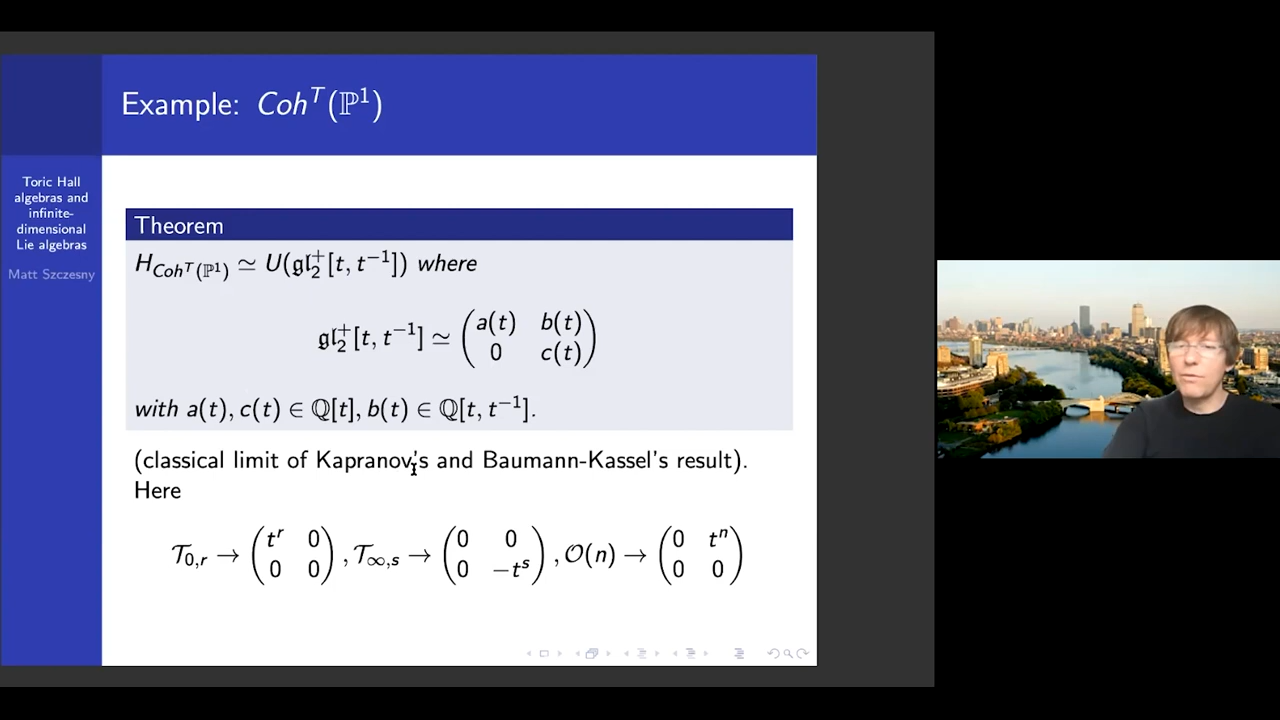 Example: Coh^T(ℙ¹)
Toric Hall
algebras and
infinite-
dimensional
Lie algebras
Matt Szczesny
Theorem
H_{Coh^T(ℙ¹)} ≃ U(𝔤𝔩₂⁺[t, t⁻¹]) where
𝔤𝔩₂⁺[t, t⁻¹] ≃ ( a(t) b(t) ; 0 c(t) )
with a(t), c(t) ∈ ℚ[t], b(t) ∈ ℚ[t, t⁻¹].
(classical limit of Kapranov's and Baumann-Kassel's result).
Here
𝒯_{0,r} → ( t^r 0 ; 0 0 ), 𝒯_{∞,s} → ( 0 0 ; 0 −t^s ), 𝒪(n) → ( 0 t^n ; 0 0 )